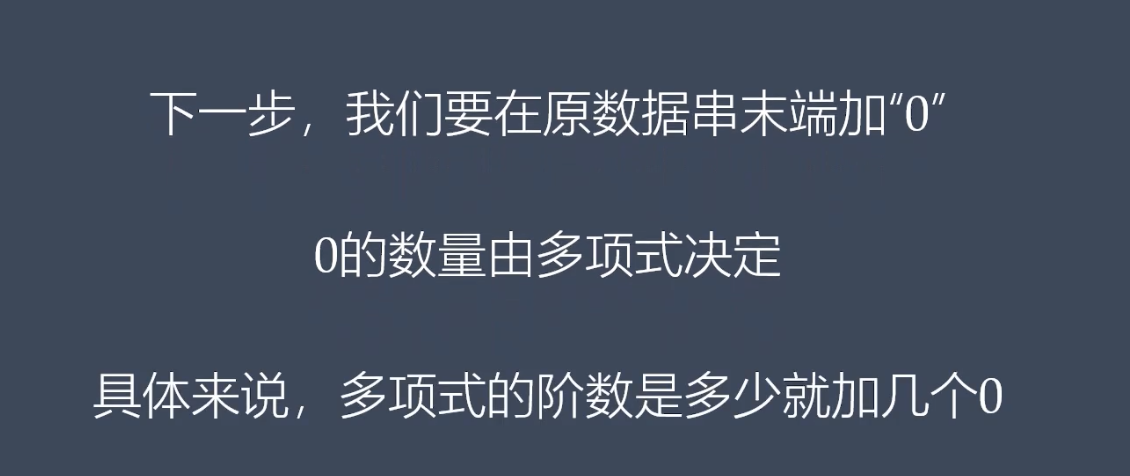 下一步，我们要在原数据串末端加“0”
0的数量由多项式决定
具体来说，多项式的阶数是多少就加几个0